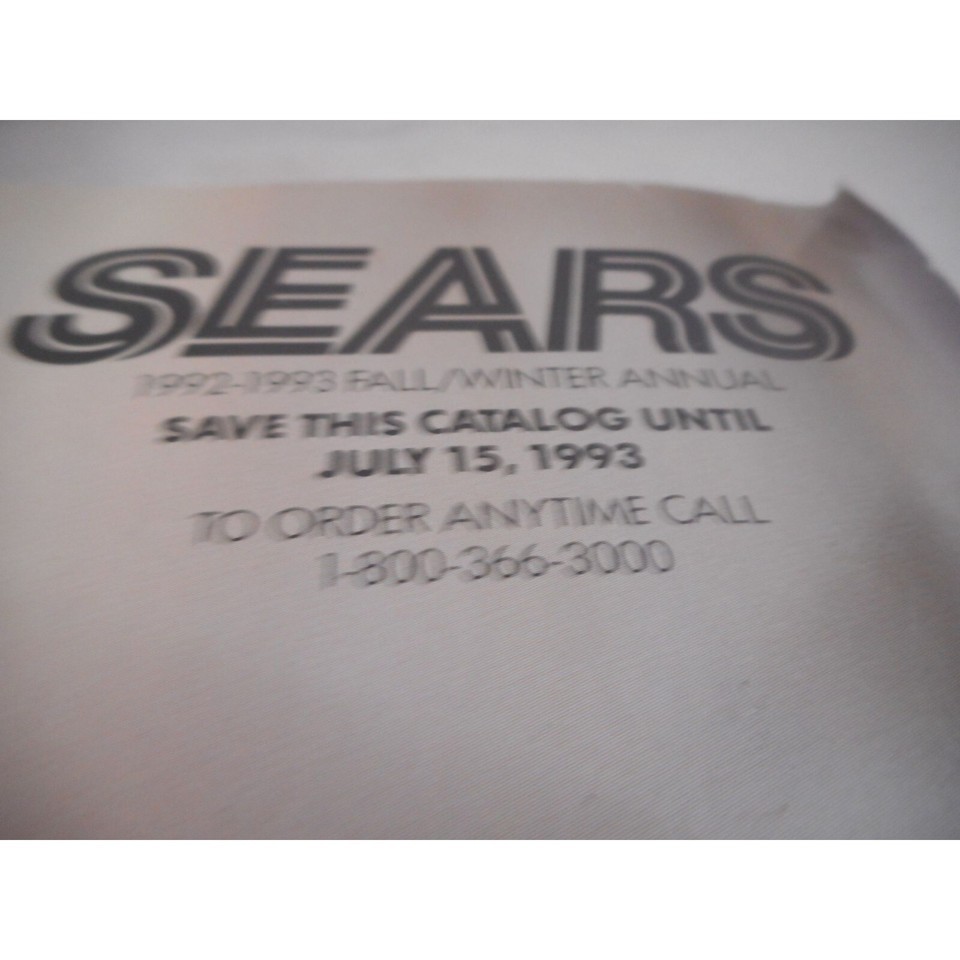 SEARS
1992-1993 FALL/WINTER ANNUAL
SAVE THIS CATALOG UNTIL
JULY 15, 1993
TO ORDER ANYTIME CALL
1-800-366-3000